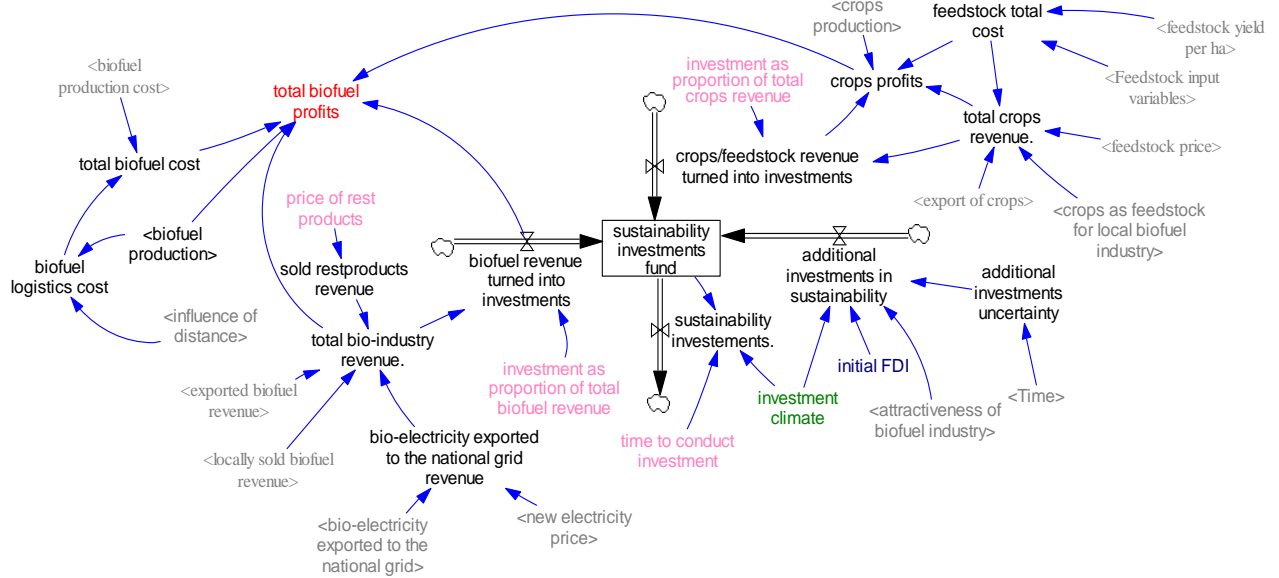 <crops
production>
feedstock total
cost
<feedstock yield
per ha>
<Feedstock input
variables>
<biofuel
production cost>
total biofuel
profits
investment as
proportion of total
crops revenue
crops profits
total crops
revenue.
<feedstock price>
total biofuel cost
crops/feedstock revenue
turned into investments
<export of crops>
<crops as feedstock
for local biofuel
industry>
price of rest
products
<biofuel
production>
biofuel
logistics cost
sold restproducts
revenue
biofuel revenue
turned into
investments
sustainability
investments
fund
additional
investments in
sustainability
additional
investments
uncertainty
<influence of
distance>
total bio-industry
revenue.
sustainability
investements.
initial FDI
<exported biofuel
revenue>
investment as
proportion of total
biofuel revenue
investment
climate
<attractiveness of
biofuel industry>
<Time>
<locally sold biofuel
revenue>
bio-electricity exported
to the national grid
revenue
time to conduct
investment
<bio-electricity
exported to the
national grid>
<new electricity
price>